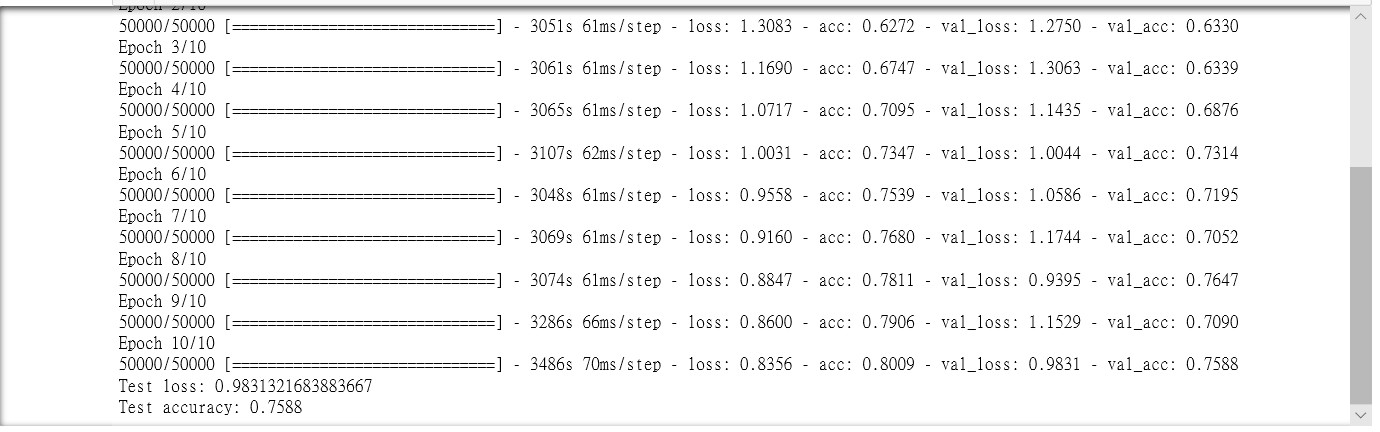 Epoch 2/10
50000/50000 [==============================] - 3051s 61ms/step - loss: 1.3083 - acc: 0.6272 - val_loss: 1.2750 - val_acc: 0.6330
Epoch 3/10
50000/50000 [==============================] - 3061s 61ms/step - loss: 1.1690 - acc: 0.6747 - val_loss: 1.3063 - val_acc: 0.6339
Epoch 4/10
50000/50000 [==============================] - 3065s 61ms/step - loss: 1.0717 - acc: 0.7095 - val_loss: 1.1435 - val_acc: 0.6876
Epoch 5/10
50000/50000 [==============================] - 3107s 62ms/step - loss: 1.0031 - acc: 0.7347 - val_loss: 1.0044 - val_acc: 0.7314
Epoch 6/10
50000/50000 [==============================] - 3048s 61ms/step - loss: 0.9558 - acc: 0.7539 - val_loss: 1.0586 - val_acc: 0.7195
Epoch 7/10
50000/50000 [==============================] - 3069s 61ms/step - loss: 0.9160 - acc: 0.7680 - val_loss: 1.1744 - val_acc: 0.7052
Epoch 8/10
50000/50000 [==============================] - 3074s 61ms/step - loss: 0.8847 - acc: 0.7811 - val_loss: 0.9395 - val_acc: 0.7647
Epoch 9/10
50000/50000 [==============================] - 3286s 66ms/step - loss: 0.8600 - acc: 0.7906 - val_loss: 1.1529 - val_acc: 0.7090
Epoch 10/10
50000/50000 [==============================] - 3486s 70ms/step - loss: 0.8356 - acc: 0.8009 - val_loss: 0.9831 - val_acc: 0.7588
Test loss: 0.9831321683883667
Test accuracy: 0.7588